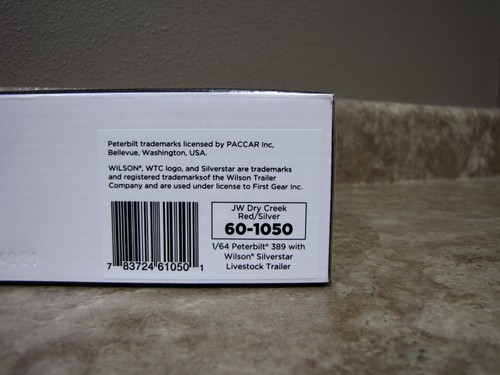 Peterbilt trademarks licensed by PACCAR Inc,
Bellevue, Washington, USA.
WILSON®, WTC logo, and Silverstar are trademarks
and registered trademarksof the Wilson Trailer
Company and are used under license to First Gear Inc.
JW Dry Creek
Red/Silver
60-1050
1/64 Peterbilt® 389 with
Wilson® Silverstar
Livestock Trailer
7 83724 61050 1